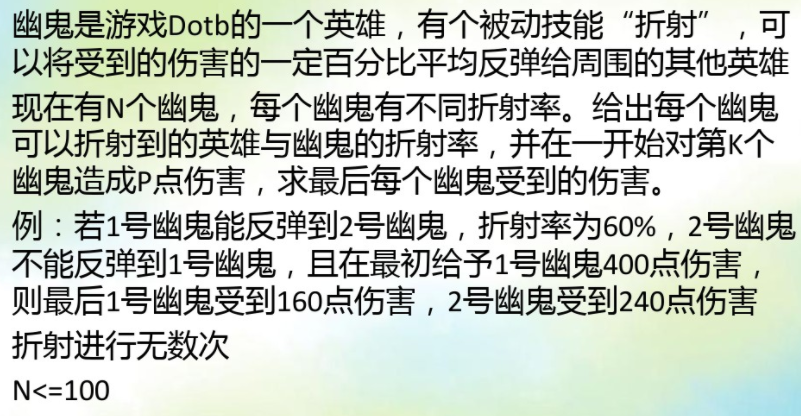 幽鬼是游戏Dotb的一个英雄，有个被动技能“折射”，可
以将受到的伤害的一定百分比平均反弹给周围的其他英雄
现在有N个幽鬼，每个幽鬼有不同折射率。给出每个幽鬼
可以折射到的英雄与幽鬼的折射率，并在一开始对第K个
幽鬼造成P点伤害，求最后每个幽鬼受到的伤害。
例：若1号幽鬼能反弹到2号幽鬼，折射率为60%，2号幽鬼
不能反弹到1号幽鬼，且在最初给予1号幽鬼400点伤害，
则最后1号幽鬼受到160点伤害，2号幽鬼受到240点伤害
折射进行无数次
N<=100